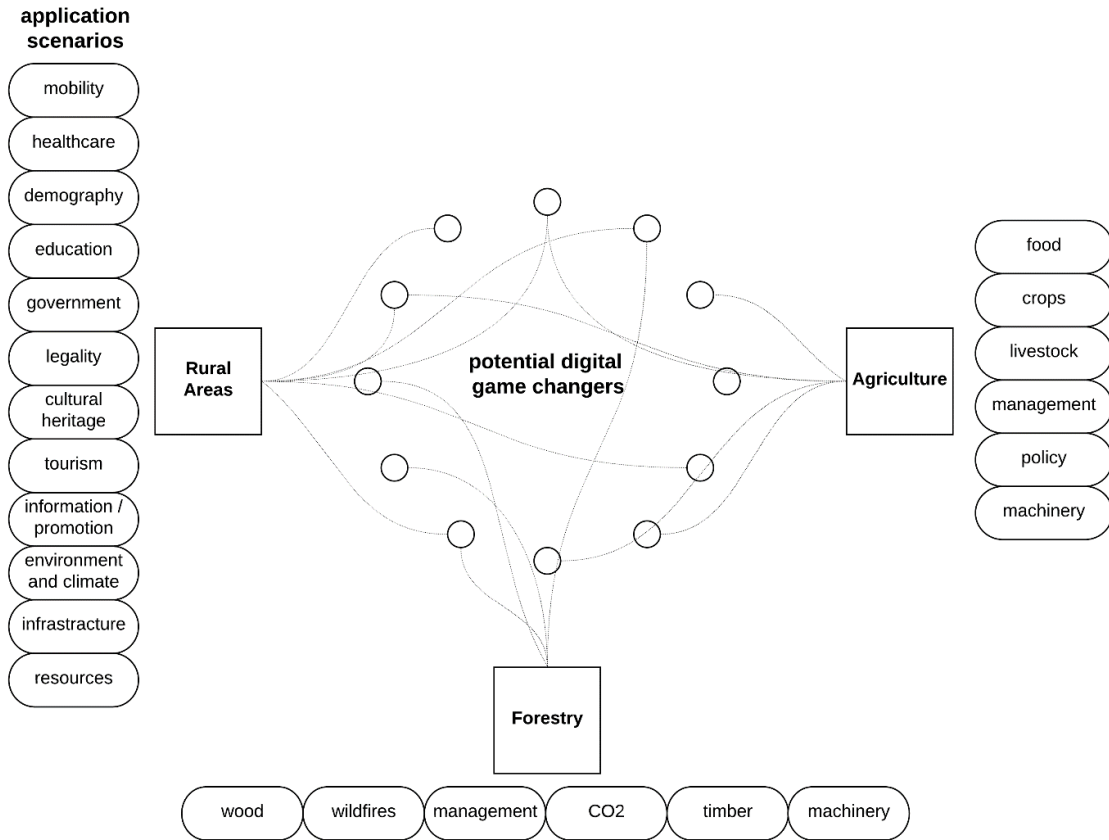 application
scenarios
mobility
healthcare
demography
education
government
legality
cultural
heritage
tourism
information /
promotion
environment
and climate
infrastracture
resources
Rural
Areas
potential digital
game changers
Agriculture
food
crops
livestock
management
policy
machinery
Forestry
wood
wildfires
management
CO2
timber
machinery